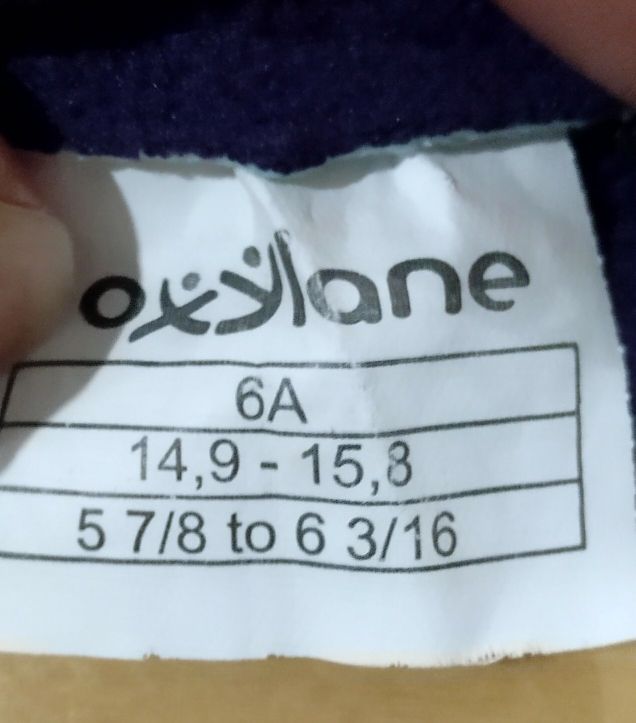 oxylane
6A
14,9 - 15,8
5 7/8 to 6 3/16